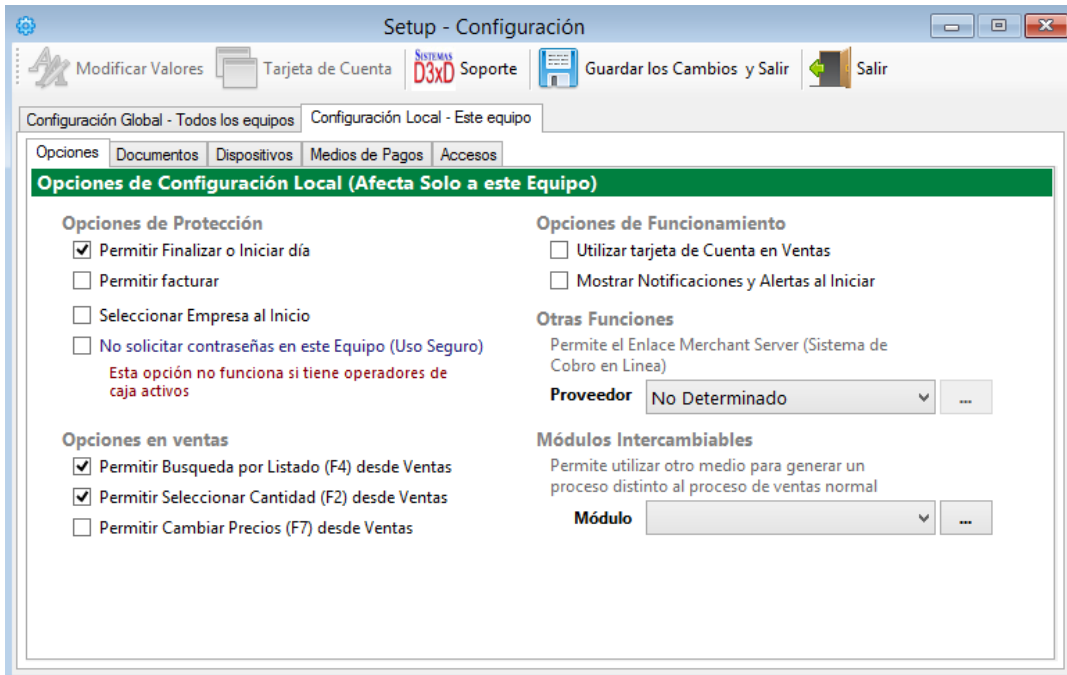 Setup - Configuración
Modificar Valores
Tarjeta de Cuenta
SISTEMAS
D3xD
Soporte
Guardar los Cambios y Salir
Salir
Configuración Global - Todos los equipos
Configuración Local - Este equipo
Opciones
Documentos
Dispositivos
Medios de Pagos
Accesos
Opciones de Configuración Local (Afecta Solo a este Equipo)
Opciones de Protección
Permitir Finalizar o Iniciar día
Permitir facturar
Seleccionar Empresa al Inicio
No solicitar contraseñas en este Equipo (Uso Seguro)
Esta opción no funciona si tiene operadores de
caja activos
Opciones en ventas
Permitir Busqueda por Listado (F4) desde Ventas
Permitir Seleccionar Cantidad (F2) desde Ventas
Permitir Cambiar Precios (F7) desde Ventas
Opciones de Funcionamiento
Utilizar tarjeta de Cuenta en Ventas
Mostrar Notificaciones y Alertas al Iniciar
Otras Funciones
Permite el Enlace Merchant Server (Sistema de
Cobro en Linea)
Proveedor
No Determinado
...
Módulos Intercambiables
Permite utilizar otro medio para generar un
proceso distinto al proceso de ventas normal
Módulo
...